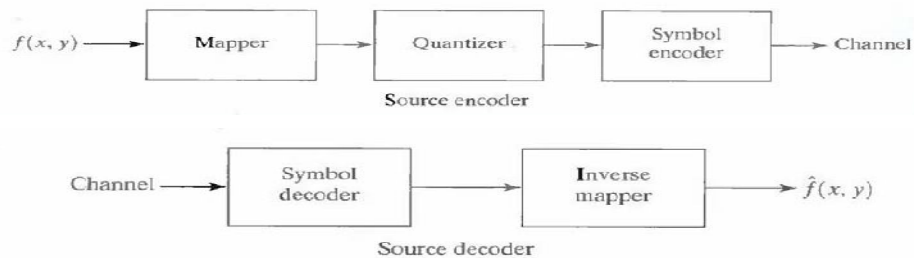 f(x, y) Mapper Quantizer Symbol encoder Channel
Source encoder
Channel Symbol decoder Inverse mapper f̂(x, y)
Source decoder